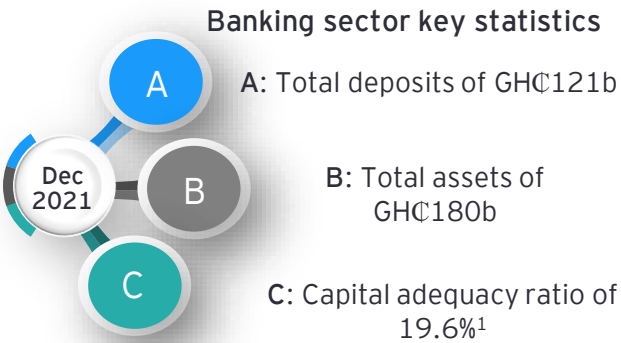 Banking sector key statistics
A
A: Total deposits of GH₵121b
Dec
2021
B
B: Total assets of
GH₵180b
C
C: Capital adequacy ratio of
19.6%¹